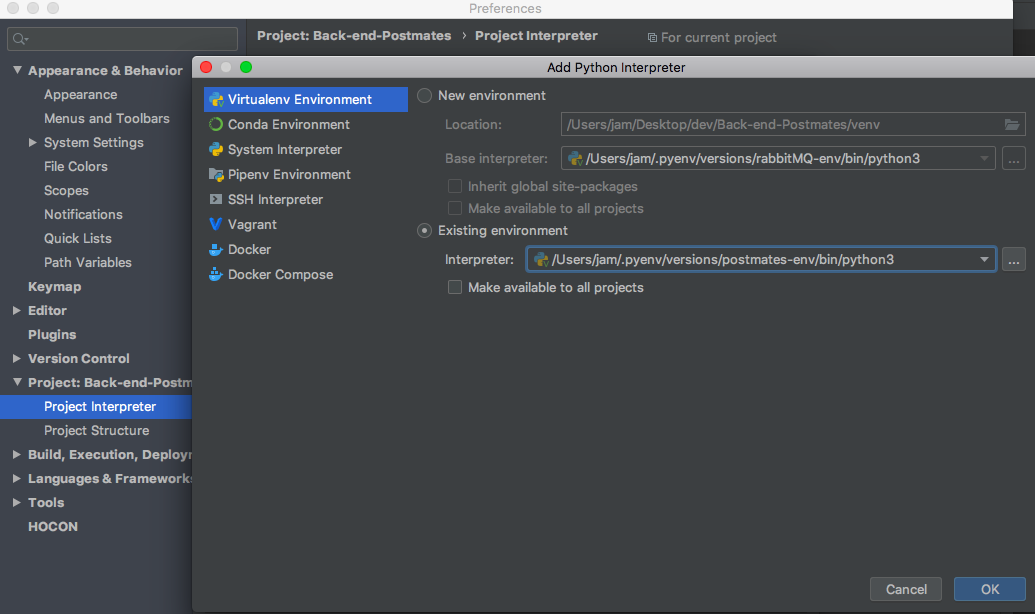 Preferences
Project: Back-end-Postmates › Project Interpreter
For current project
Appearance & Behavior
Appearance
Menus and Toolbars
System Settings
File Colors
Scopes
Notifications
Quick Lists
Path Variables
Keymap
Editor
Plugins
Version Control
Project: Back-end-Postm
Project Interpreter
Project Structure
Build, Execution, Deployr
Languages & Frameworks
Tools
HOCON
Add Python Interpreter
Virtualenv Environment
Conda Environment
System Interpreter
Pipenv Environment
SSH Interpreter
Vagrant
Docker
Docker Compose
New environment
Location: /Users/jam/Desktop/dev/Back-end-Postmates/venv
Base interpreter: /Users/jam/.pyenv/versions/rabbitMQ-env/bin/python3 ...
Inherit global site-packages
Make available to all projects
Existing environment
Interpreter: /Users/jam/.pyenv/versions/postmates-env/bin/python3 ...
Make available to all projects
Cancel OK